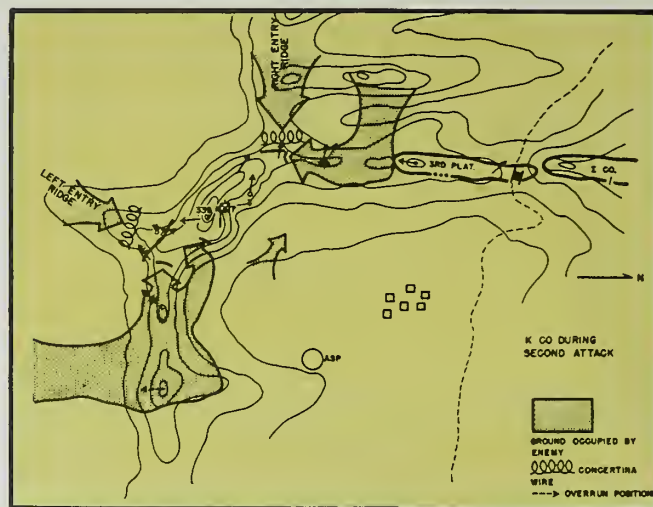 RIGHT ENTRY
RIDGE
LEFT ENTRY
RIDGE
3RD PLAT.
I CO.
N
ASP
K CO DURING
SECOND ATTACK
GROUND OCCUPIED BY
ENEMY
CONCERTINA
WIRE
OVERRUN POSITION